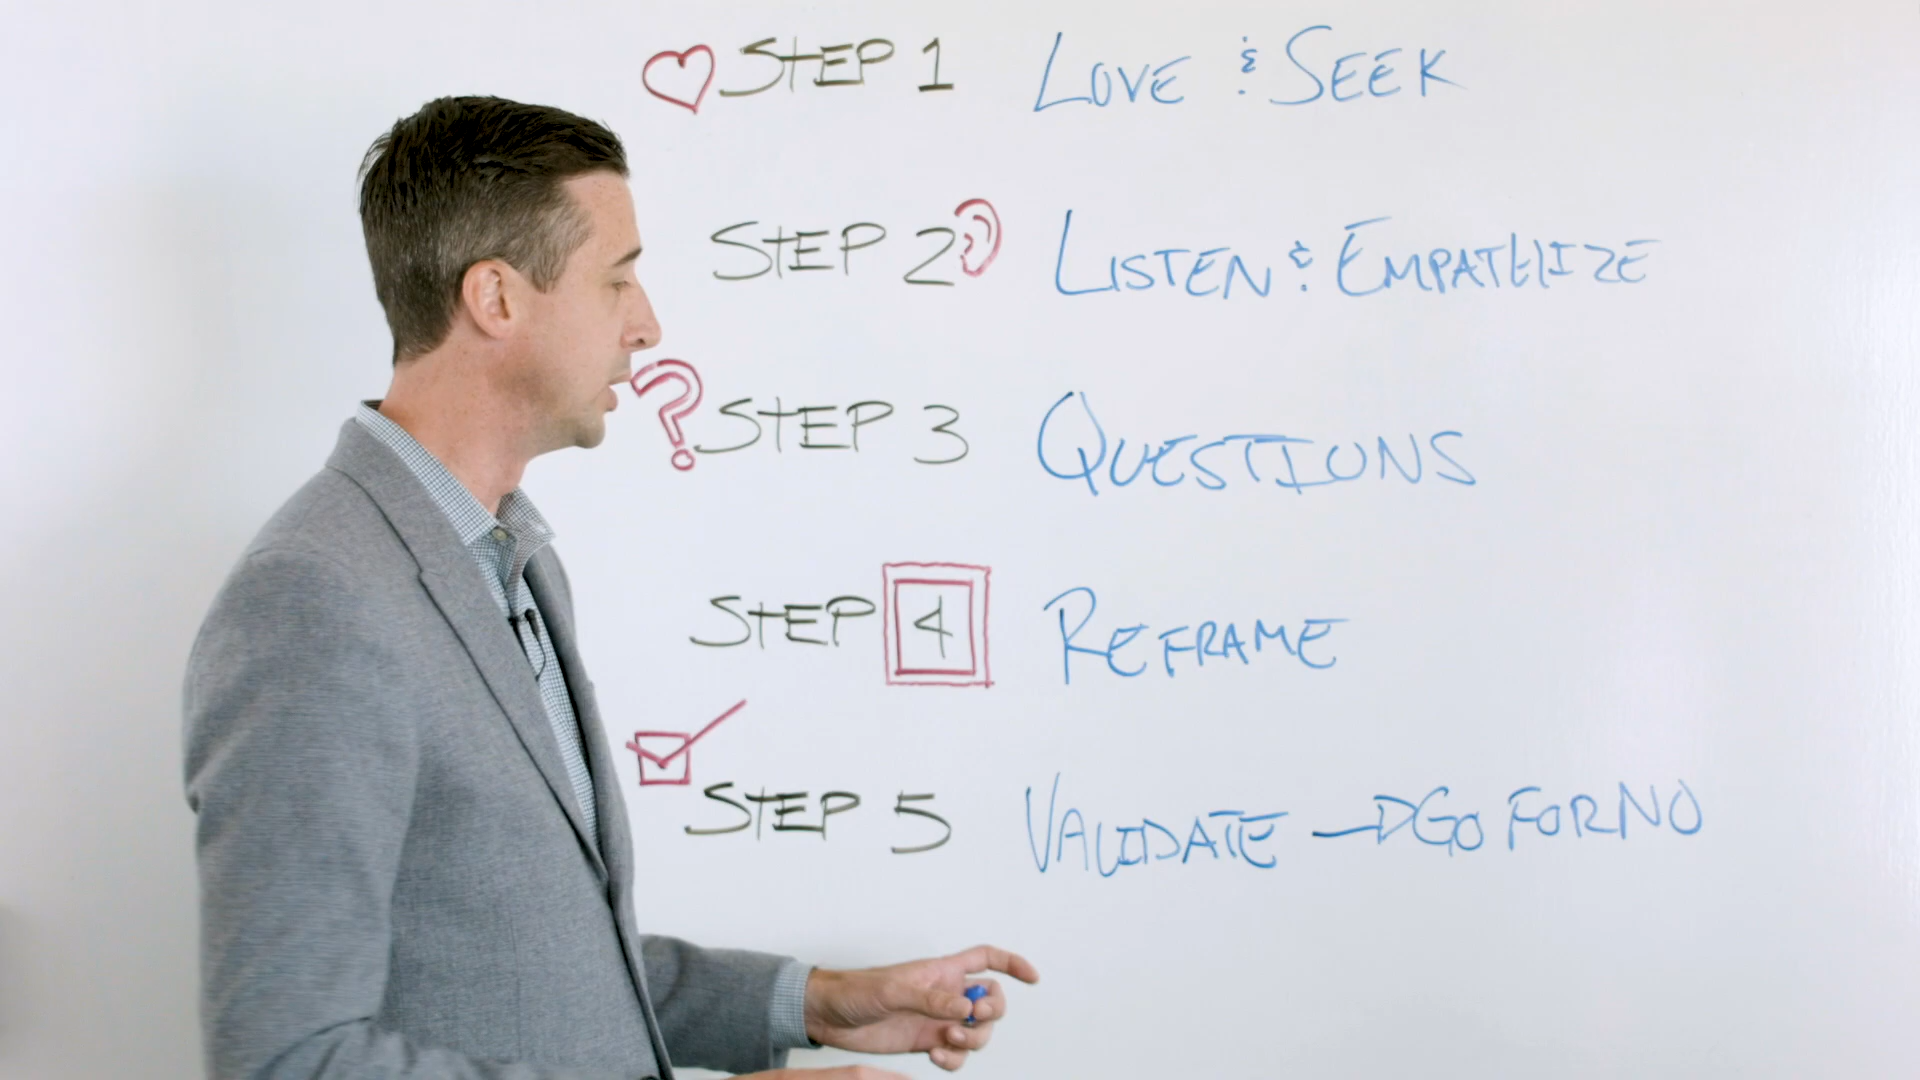 STEP 1 LOVE & SEEK
STEP 2 LISTEN & EMPATHIZE
? STEP 3 QUESTIONS
STEP 4 REFRAME
STEP 5 VALIDATE → GO FOR NO